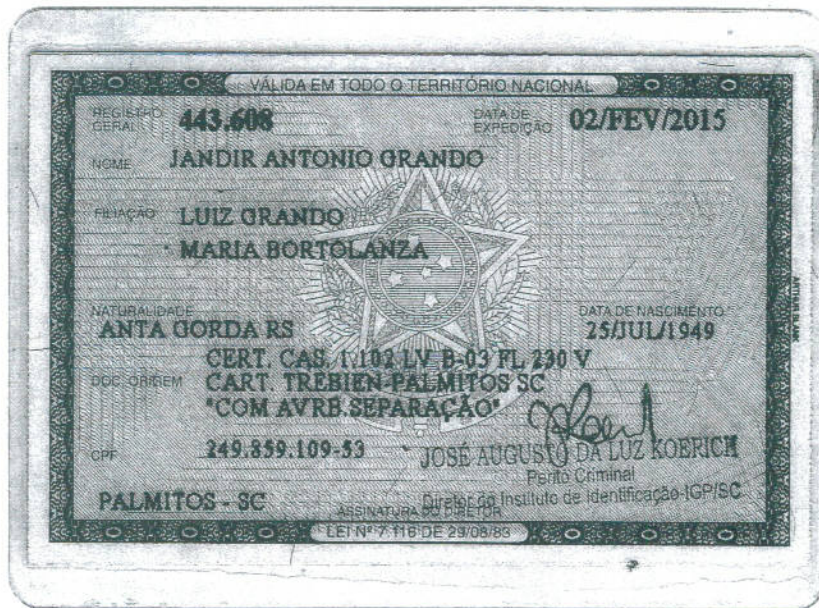 VÁLIDA EM TODO O TERRITÓRIO NACIONAL
REGISTRO GERAL 443.608 DATA DE EXPEDIÇÃO 02/FEV/2015
NOME JANDIR ANTONIO GRANDO
FILIAÇÃO LUIZ GRANDO
MARIA BORTOLANZA
NATURALIDADE DATA DE NASCIMENTO
ANTA GORDA RS 25/JUL/1949
CERT. CAS. 1.102 LV B-03 FL 230 V
DOC. ORIGEM CART. TREBIEN-PALMITOS SC
"COM AVRB.SEPARAÇÃO"
CPF 249.859.109-53
JOSÉ AUGUSTO DA LUZ KOERICH
Perito Criminal
PALMITOS - SC Diretor do Instituto de Identificação-IGP/SC
ASSINATURA DO DIRETOR
LEI Nº 7.116 DE 29/08/83